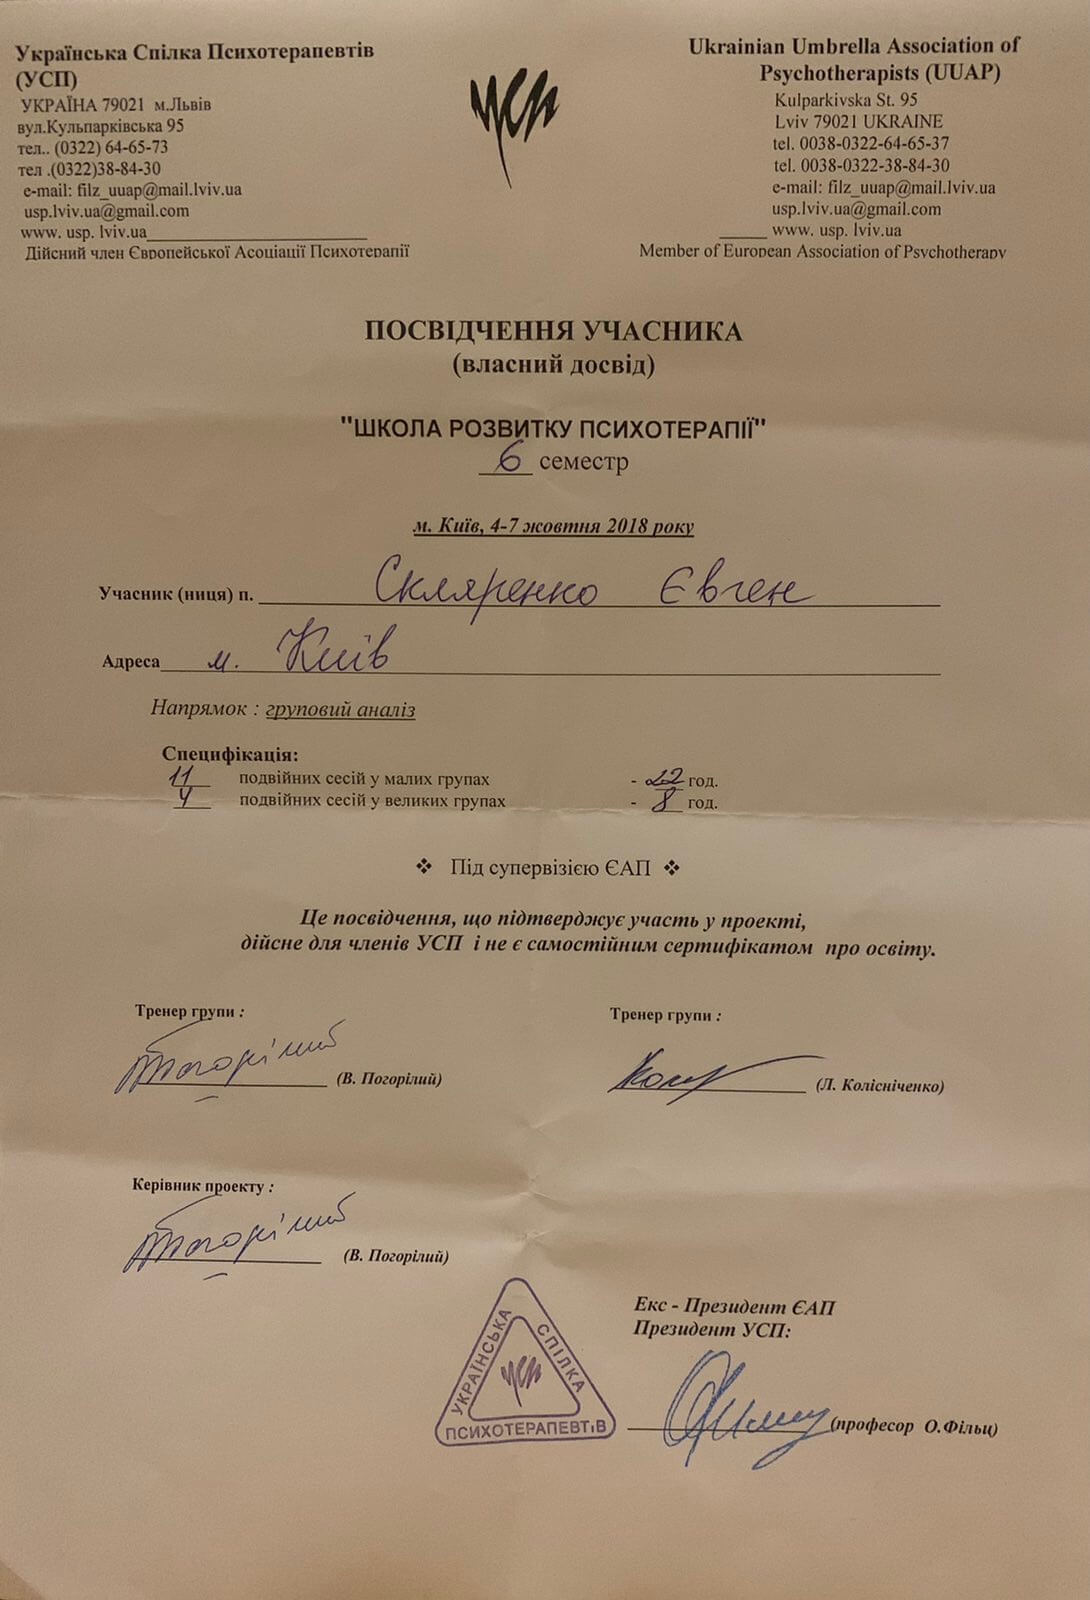 Українська Спілка Психотерапевтів
(УСП)
УКРАЇНА 79021 м.Львів
вул.Кульпарківська 95
тел.. (0322) 64-65-73
тел .(0322)38-84-30
e-mail: filz_uuap@mail.lviv.ua
usp.lviv.ua@gmail.com
www. usp. lviv.ua
Дійсний член Європейської Асоціації Психотерапії
усп
Ukrainian Umbrella Association of
Psychotherapists (UUAP)
Kulparkivska St. 95
Lviv 79021 UKRAINE
tel. 0038-0322-64-65-37
tel. 0038-0322-38-84-30
e-mail: filz_uuap@mail.lviv.ua
usp.lviv.ua@gmail.com
www. usp. lviv.ua
Member of European Association of Psychotherapy
ПОСВІДЧЕННЯ УЧАСНИКА
(власний досвід)
"ШКОЛА РОЗВИТКУ ПСИХОТЕРАПІЇ"
6 семестр
м. Київ, 4-7 жовтня 2018 року
Учасник (ниця) п. Скляренко Євген
Адреса м. Київ
Напрямок : груповий аналіз
Специфікація:
11 подвійних сесій у малих групах - 22 год.
4 подвійних сесій у великих групах - 8 год.
❖ Під супервізією ЄАП ❖
Це посвідчення, що підтверджує участь у проекті,
дійсне для членів УСП і не є самостійним сертифікатом про освіту.
Тренер групи :
Погорілий (В. Погорілий)
Тренер групи :
(Л. Колісніченко)
Керівник проекту :
Погорілий (В. Погорілий)
УКРАЇНСЬКА СПІЛКА ПСИХОТЕРАПЕВТІВ
усп
Екс - Президент ЄАП
Президент УСП:
(професор О.Фільц)